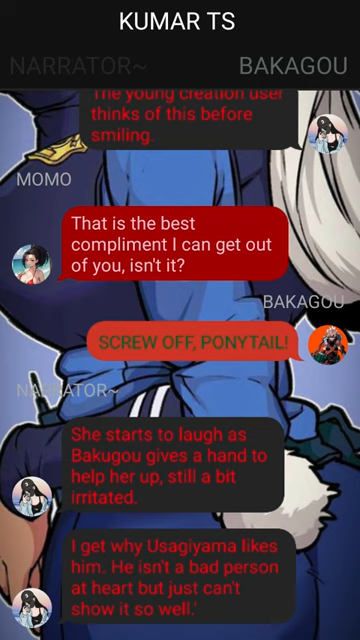 KUMAR TS
NARRATOR~
BAKAGOU
The young creation user
thinks of this before
smiling.
MOMO
That is the best
compliment I can get out
of you, isn't it?
BAKAGOU
SCREW OFF, PONYTAIL!
NARRATOR~
She starts to laugh as
Bakugou gives a hand to
help her up, still a bit
irritated.
I get why Usagiyama likes
him. He isn't a bad person
at heart but just can't
show it so well.'